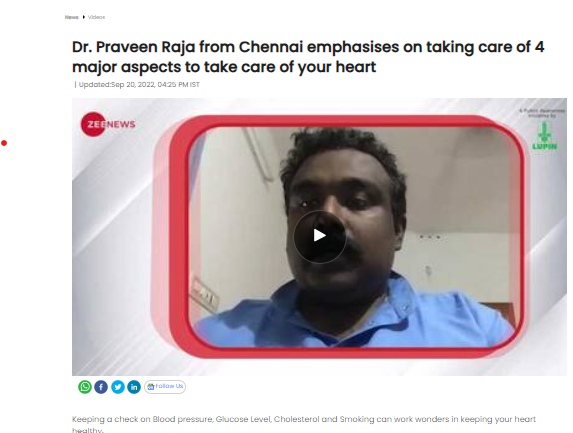 News Videos
Dr. Praveen Raja from Chennai emphasises on taking care of 4
major aspects to take care of your heart
| Updated:Sep 20, 2022, 04:25 PM IST
ZEENEWS
A Public Awareness
Initiative by
LUPIN
Follow Us
Keeping a check on Blood pressure, Glucose Level, Cholesterol and Smoking can work wonders in keeping your heart
healthy.